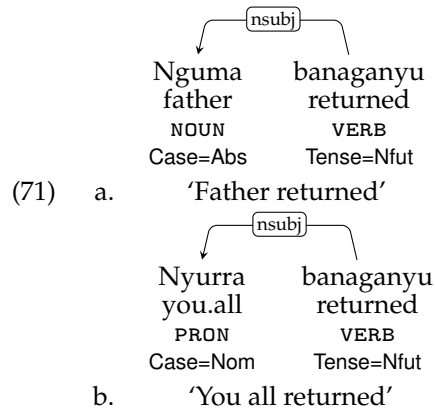 nsubj
Nguma banaganyu
father returned
NOUN VERB
Case=Abs Tense=Nfut
(71) a. ‘Father returned’
nsubj
Nyurra banaganyu
you.all returned
PRON VERB
Case=Nom Tense=Nfut
b. ‘You all returned’